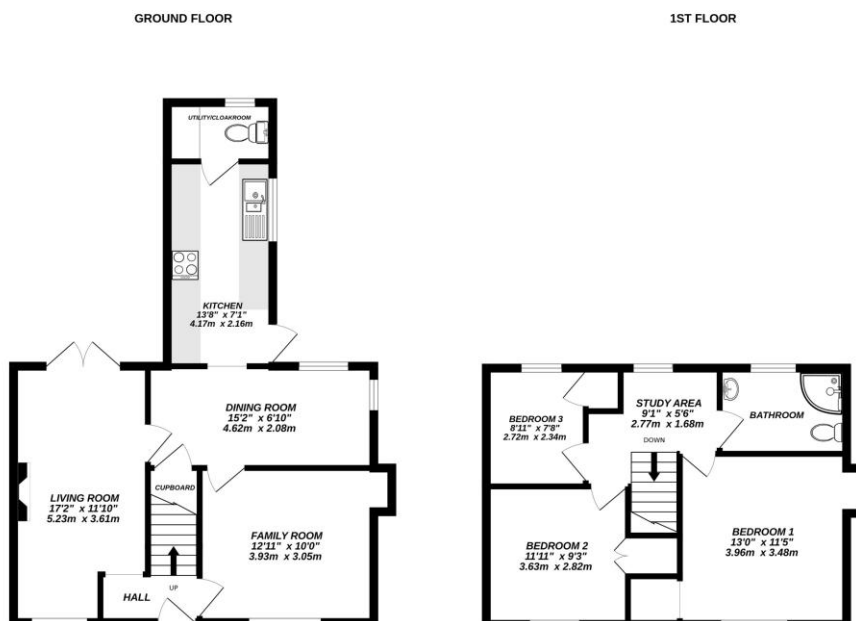 GROUND FLOOR
UTILITY/CLOAKROOM
KITCHEN
13'8" x 7'1"
4.17m x 2.16m
DINING ROOM
15'2" x 6'10"
4.62m x 2.08m
CUPBOARD
LIVING ROOM
17'2" x 11'10"
5.23m x 3.61m
FAMILY ROOM
12'11" x 10'0"
3.93m x 3.05m
UP
HALL
1ST FLOOR
STUDY AREA
9'1" x 5'6"
2.77m x 1.68m
BEDROOM 3
8'11" x 7'8"
2.72m x 2.34m
BATHROOM
DOWN
BEDROOM 1
13'0" x 11'5"
3.96m x 3.48m
BEDROOM 2
11'11" x 9'3"
3.63m x 2.82m